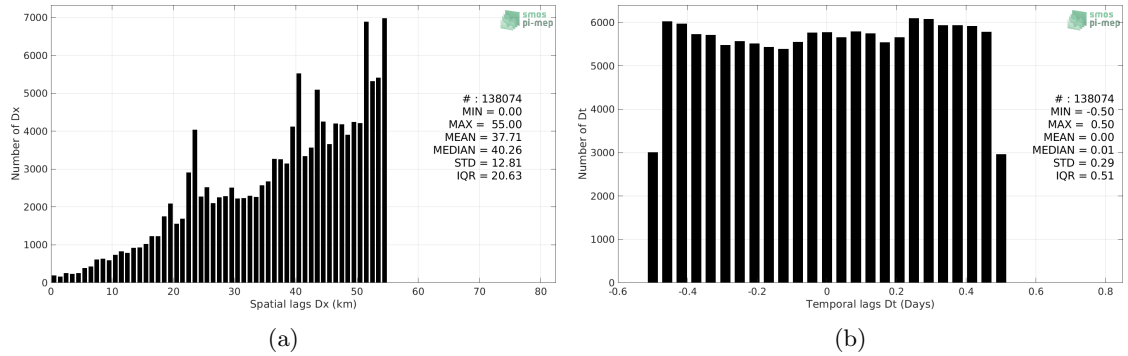 7000
6000
5000
4000
3000
2000
1000
0
Number of Dx
0 10 20 30 40 50 60 70 80
Spatial lags Dx (km)
smos
pi-mep
# : 138074
MIN = 0.00
MAX = 55.00
MEAN = 37.71
MEDIAN = 40.26
STD = 12.81
IQR = 20.63
(a)
6000
5000
4000
3000
2000
1000
0
Number of Dt
-0.6 -0.4 -0.2 0 0.2 0.4 0.6 0.8
Temporal lags Dt (Days)
smos
pi-mep
# : 138074
MIN = -0.50
MAX = 0.50
MEAN = 0.00
MEDIAN = 0.01
STD = 0.29
IQR = 0.51
(b)